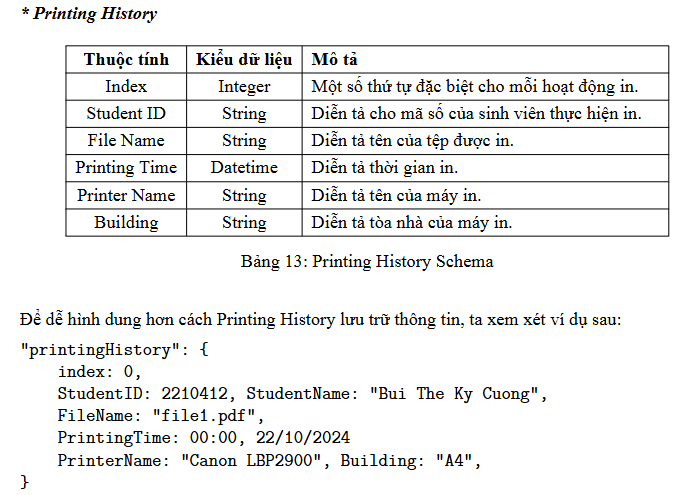 * Printing History
Thuộc tính Kiểu dữ liệu Mô tả
Index Integer Một số thứ tự đặc biệt cho mỗi hoạt động in.
Student ID String Diễn tả cho mã số của sinh viên thực hiện in.
File Name String Diễn tả tên của tệp được in.
Printing Time Datetime Diễn tả thời gian in.
Printer Name String Diễn tả tên của máy in.
Building String Diễn tả tòa nhà của máy in.
Bảng 13: Printing History Schema
Để dễ hình dung hơn cách Printing History lưu trữ thông tin, ta xem xét ví dụ sau:
"printingHistory": {
    index: 0,
    StudentID: 2210412, StudentName: "Bui The Ky Cuong",
    FileName: "file1.pdf",
    PrintingTime: 00:00, 22/10/2024
    PrinterName: "Canon LBP2900", Building: "A4",
}